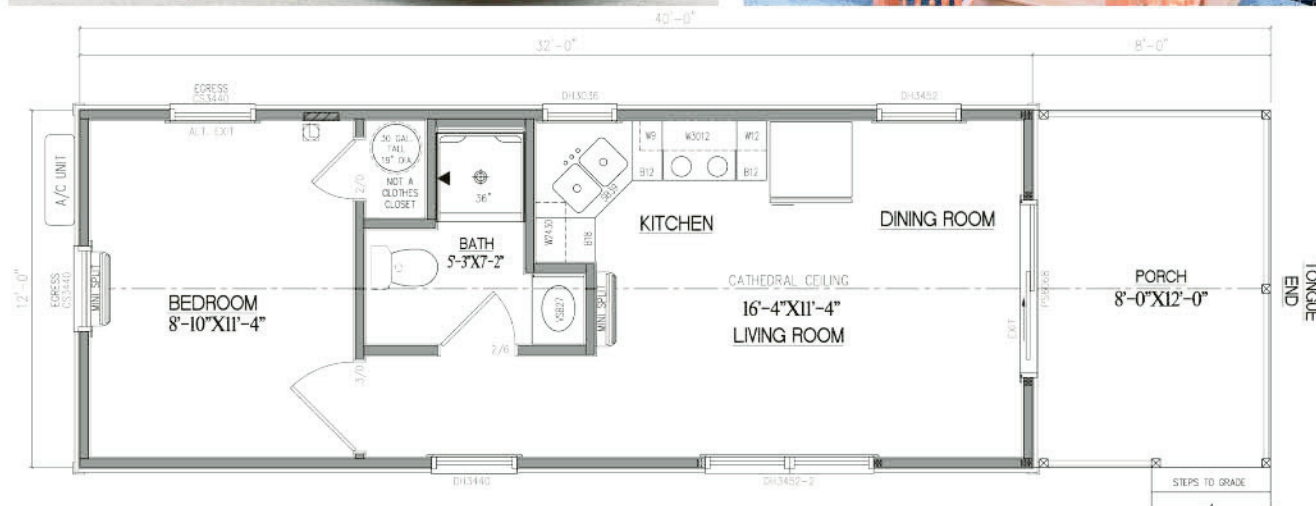 40'-0"
32'-0"
8'-0"
12'-0"
EGRESS
CS3440
ALT. EXIT
DH3036
DH3452
A/C UNIT
30 GAL.
TALL
18" DIA.
NOT A
CLOTHES
CLOSET
2/0
36"
W9
W3012
W12
B12
B12
SB39
W2430
B18
KITCHEN
DINING ROOM
BATH
5'-3"X7'-2"
EGRESS
CS3440
MINI SPLIT
BEDROOM
8'-10"X11'-4"
VSB27
MINI SPLIT
CATHEDRAL CEILING
16'-4"X11'-4"
LIVING ROOM
EXIT
PORCH
8'-0"X12'-0"
TONGUE
END
2/6
3/0
DH3440
DH3452-2
STEPS TO GRADE